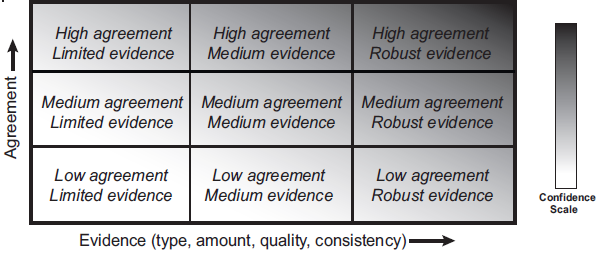 High agreement
Limited evidence
High agreement
Medium evidence
High agreement
Robust evidence
Medium agreement
Limited evidence
Medium agreement
Medium evidence
Medium agreement
Robust evidence
Low agreement
Limited evidence
Low agreement
Medium evidence
Low agreement
Robust evidence
Agreement
Evidence (type, amount, quality, consistency)
Confidence
Scale